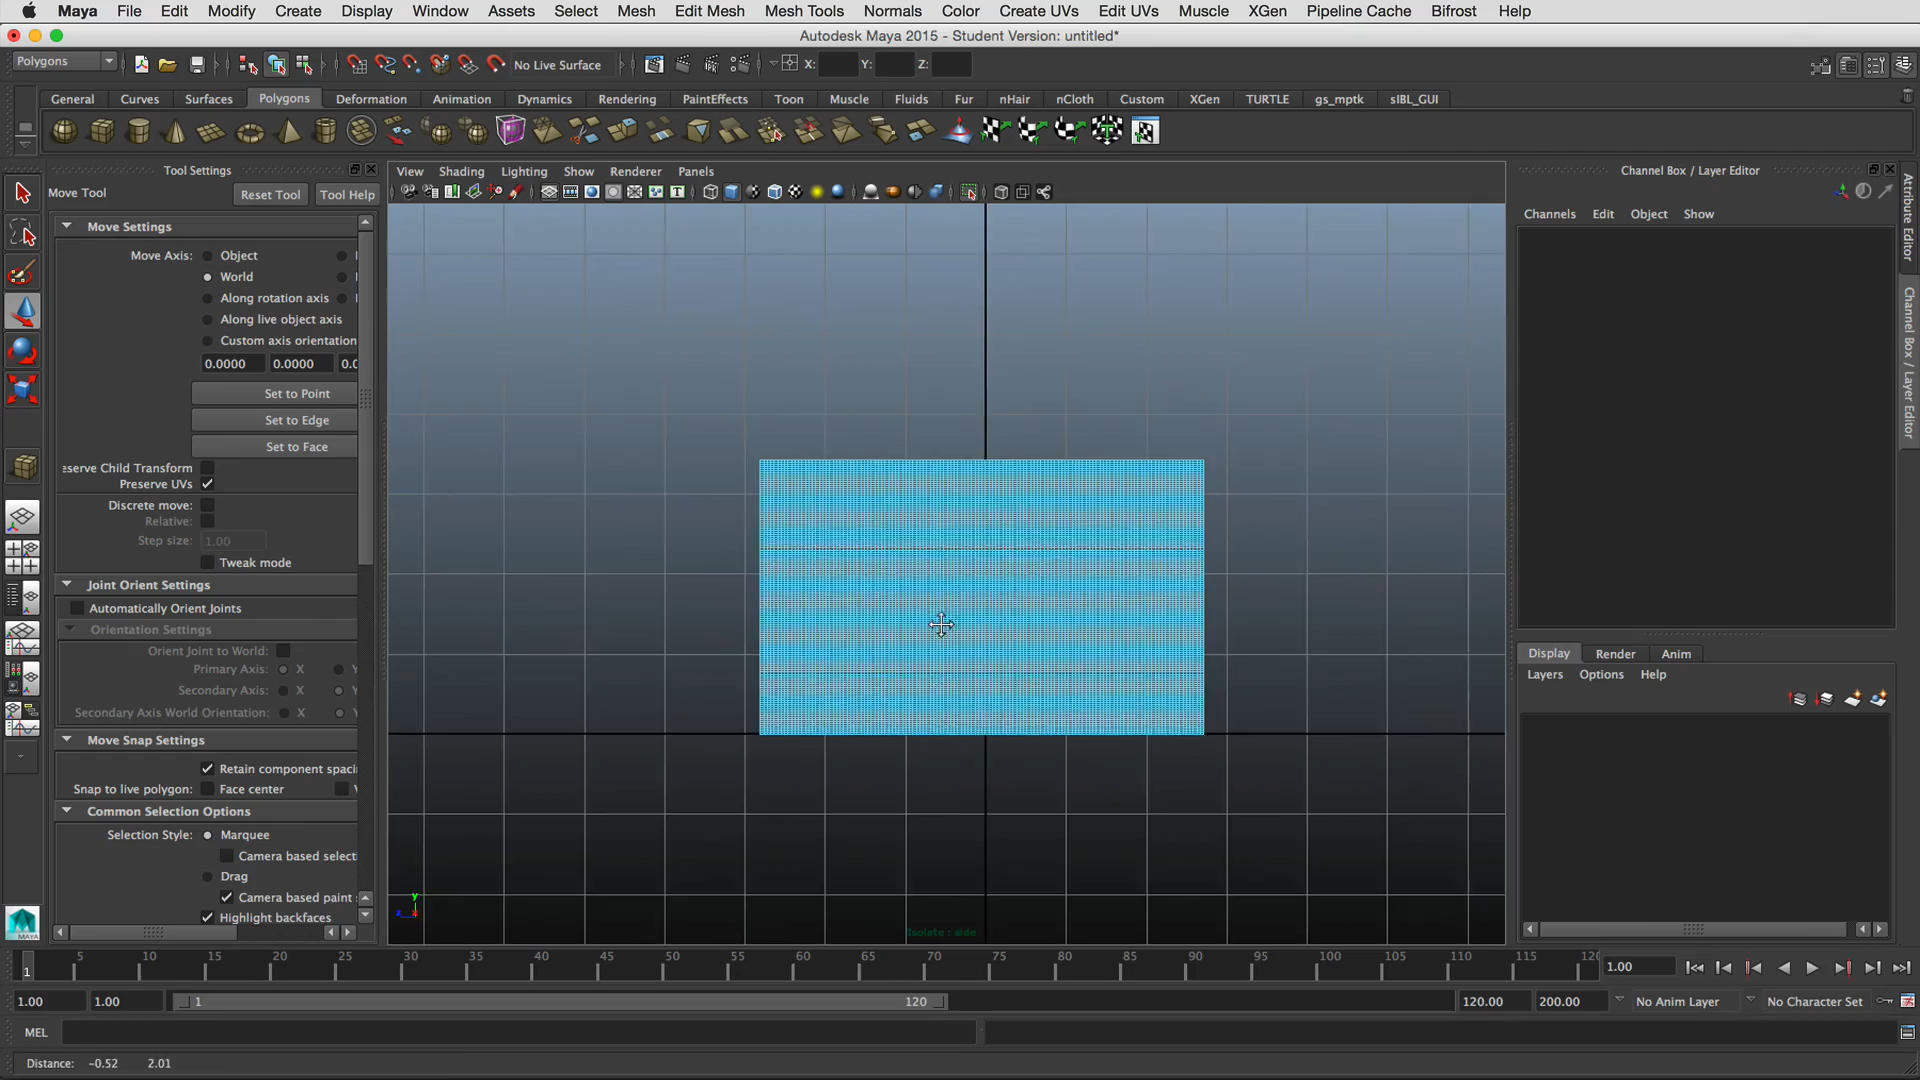 Maya File Edit Modify Create Display Window Assets Select Mesh Edit Mesh Mesh Tools Normals Color Create UVs Edit UVs Muscle XGen Pipeline Cache Bifrost Help
Autodesk Maya 2015 - Student Version: untitled*
Polygons No Live Surface X: Y: Z:
General Curves Surfaces Polygons Deformation Animation Dynamics Rendering PaintEffects Toon Muscle Fluids Fur nHair nCloth Custom XGen TURTLE gs_mptk sIBL_GUI
Tool Settings
Move Tool Reset Tool Tool Help
Move Settings
Move Axis: Object
World
Along rotation axis
Along live object axis
Custom axis orientation
0.0000 0.0000 0.(
Set to Point
Set to Edge
Set to Face
eserve Child Transform
Preserve UVs
Discrete move:
Relative:
Step size: 1.00
Tweak mode
Joint Orient Settings
Automatically Orient Joints
Orientation Settings
Orient Joint to World:
Primary Axis: X Y
Secondary Axis: X Y
Secondary Axis World Orientation: X Y
Move Snap Settings
Retain component spaci
Snap to live polygon: Face center
Common Selection Options
Selection Style: Marquee
Camera based select
Drag
Camera based paint
Highlight backfaces
View Shading Lighting Show Renderer Panels
y
z x
Isolate : side
Channel Box / Layer Editor
Channels Edit Object Show
Attribute Editor
Channel Box / Layer Editor
Display Render Anim
Layers Options Help
MAYA
1 5 10 15 20 25 30 35 40 45 50 55 60 65 70 75 80 85 90 95 100 105 110 115 120 1.00
1.00 1.00 1 120 120.00 200.00 No Anim Layer No Character Set
MEL
Distance: -0.52 2.01